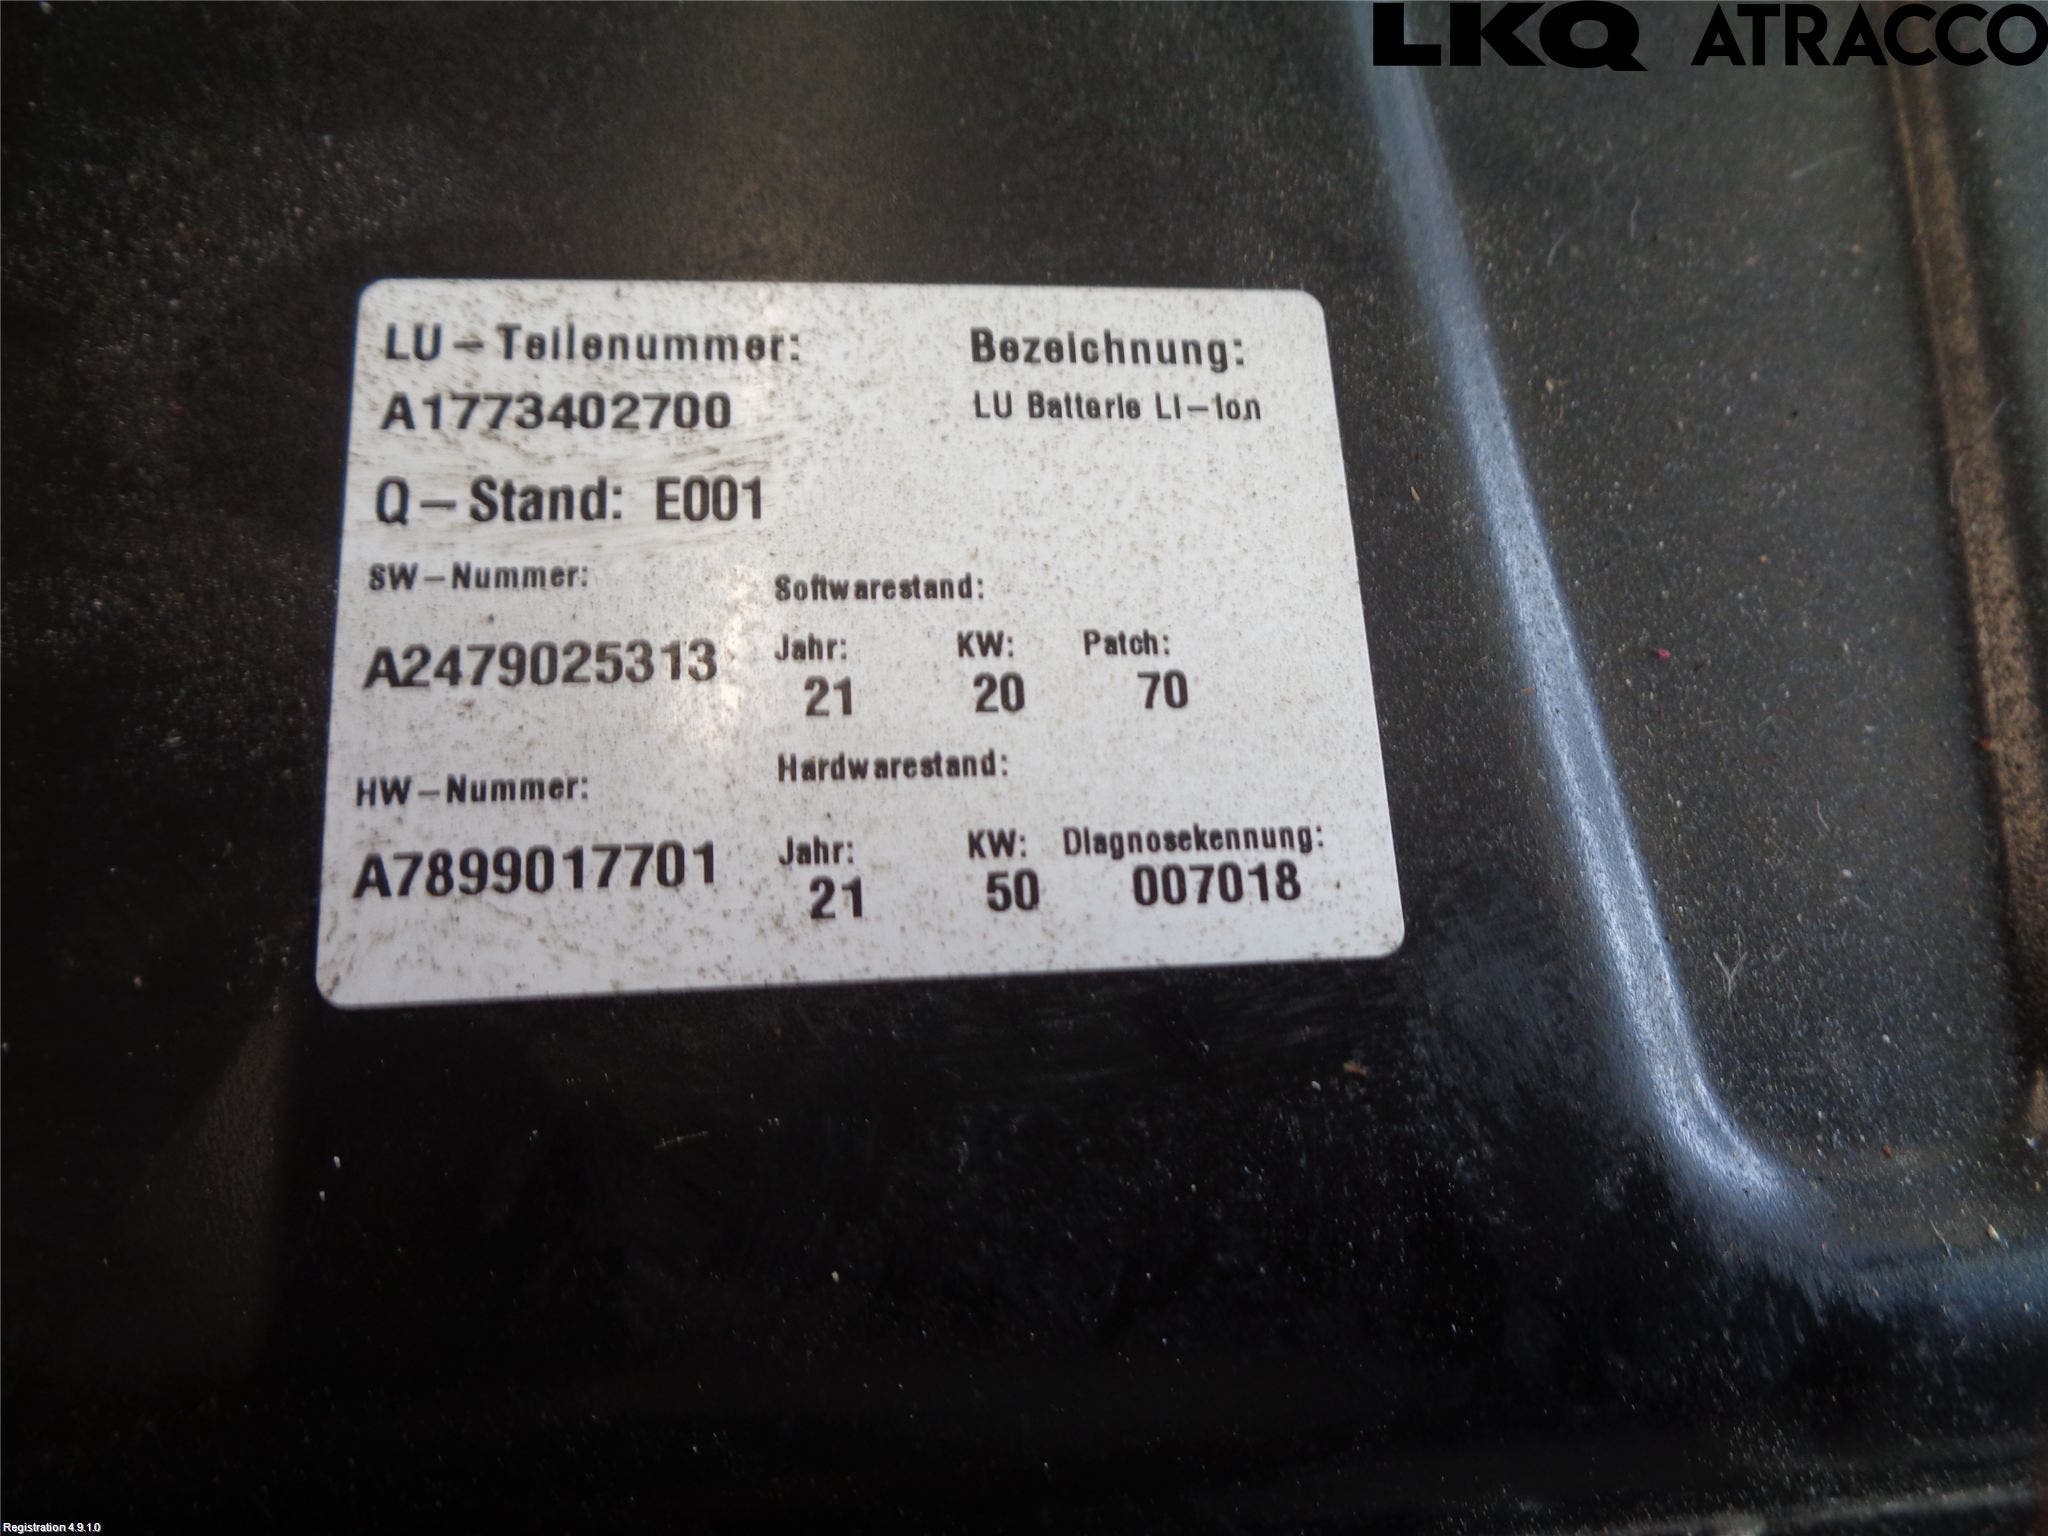 LKQ ATRACCO
LU-Teilenummer: Bezeichnung:
A1773402700 LU Batterie Li-Ion
Q-Stand: E001
SW-Nummer: Softwarestand:
Jahr: KW: Patch:
A2479025313 21 20 70
HW-Nummer: Hardwarestand:
Jahr: KW: Diagnosekennung:
A7899017701 21 50 007018
Registration 4.9.1.0